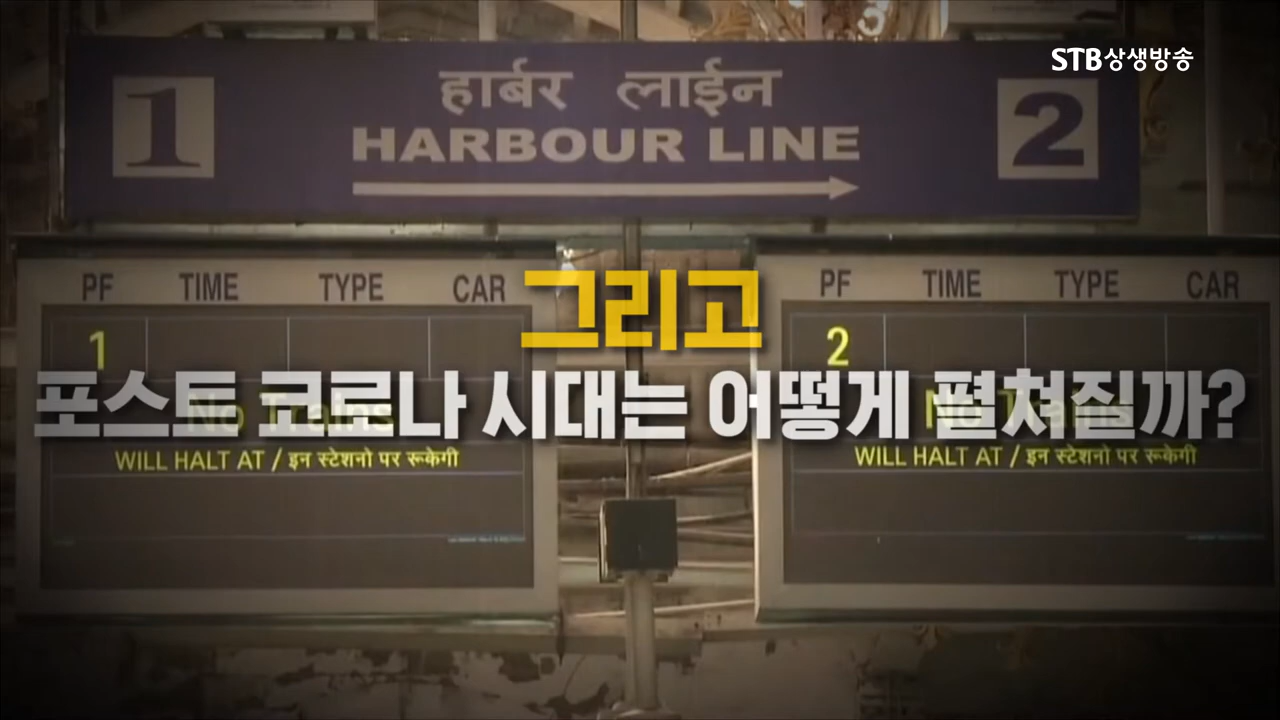 STB상생방송
हार्बर लाईन
1 HARBOUR LINE 2
PF TIME TYPE CAR
1
No Trains
WILL HALT AT / इन स्टेशनो पर रूकेगी
PF TIME TYPE CAR
2
WILL HALT AT / इन स्टेशनो पर रूकेगी
그리고
포스트 코로나 시대는 어떻게 펼쳐질까?